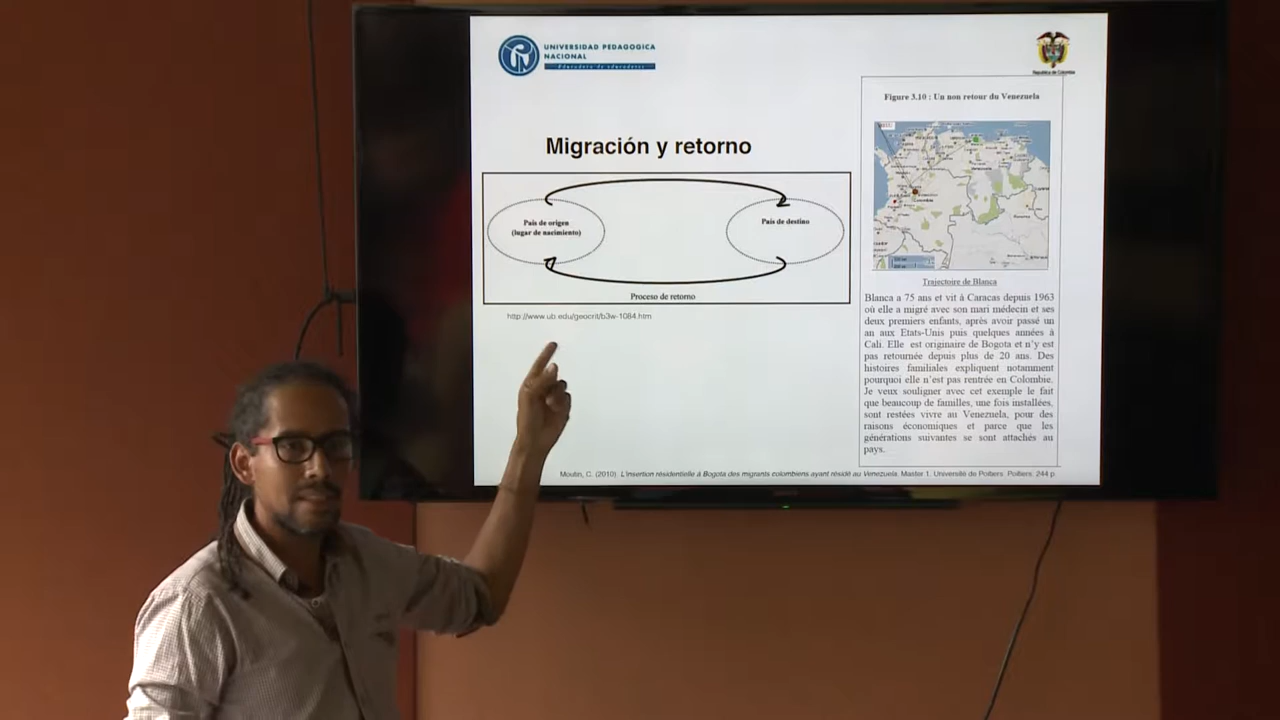 UNIVERSIDAD PEDAGOGICA
NACIONAL
Educadora de educadores
República de Colombia
Migración y retorno
País de origen
(lugar de nacimiento)
País de destino
Proceso de retorno
http://www.ub.edu/geocrit/b3w-1084.htm
Figure 3.10 : Un non retour du Venezuela
Trajectoire de Blanca
Blanca a 75 ans et vit à Caracas depuis 1963
où elle a migré avec son mari médecin et ses
deux premiers enfants, après avoir passé un
an aux Etats-Unis puis quelques années à
Cali. Elle est originaire de Bogota et n'y est
pas retournée depuis plus de 20 ans. Des
histoires familiales expliquent notamment
pourquoi elle n'est pas rentrée en Colombie.
Je veux souligner avec cet exemple le fait
que beaucoup de familles, une fois installées,
sont restées vivre au Venezuela, pour des
raisons économiques et parce que les
générations suivantes se sont attachés au
pays.
Moutin, C. (2010) L'insertion résidentielle à Bogota des migrants colombiens ayant résidé au Venezuela. Master 1. Université de Poitiers. Poitiers; 244 p.